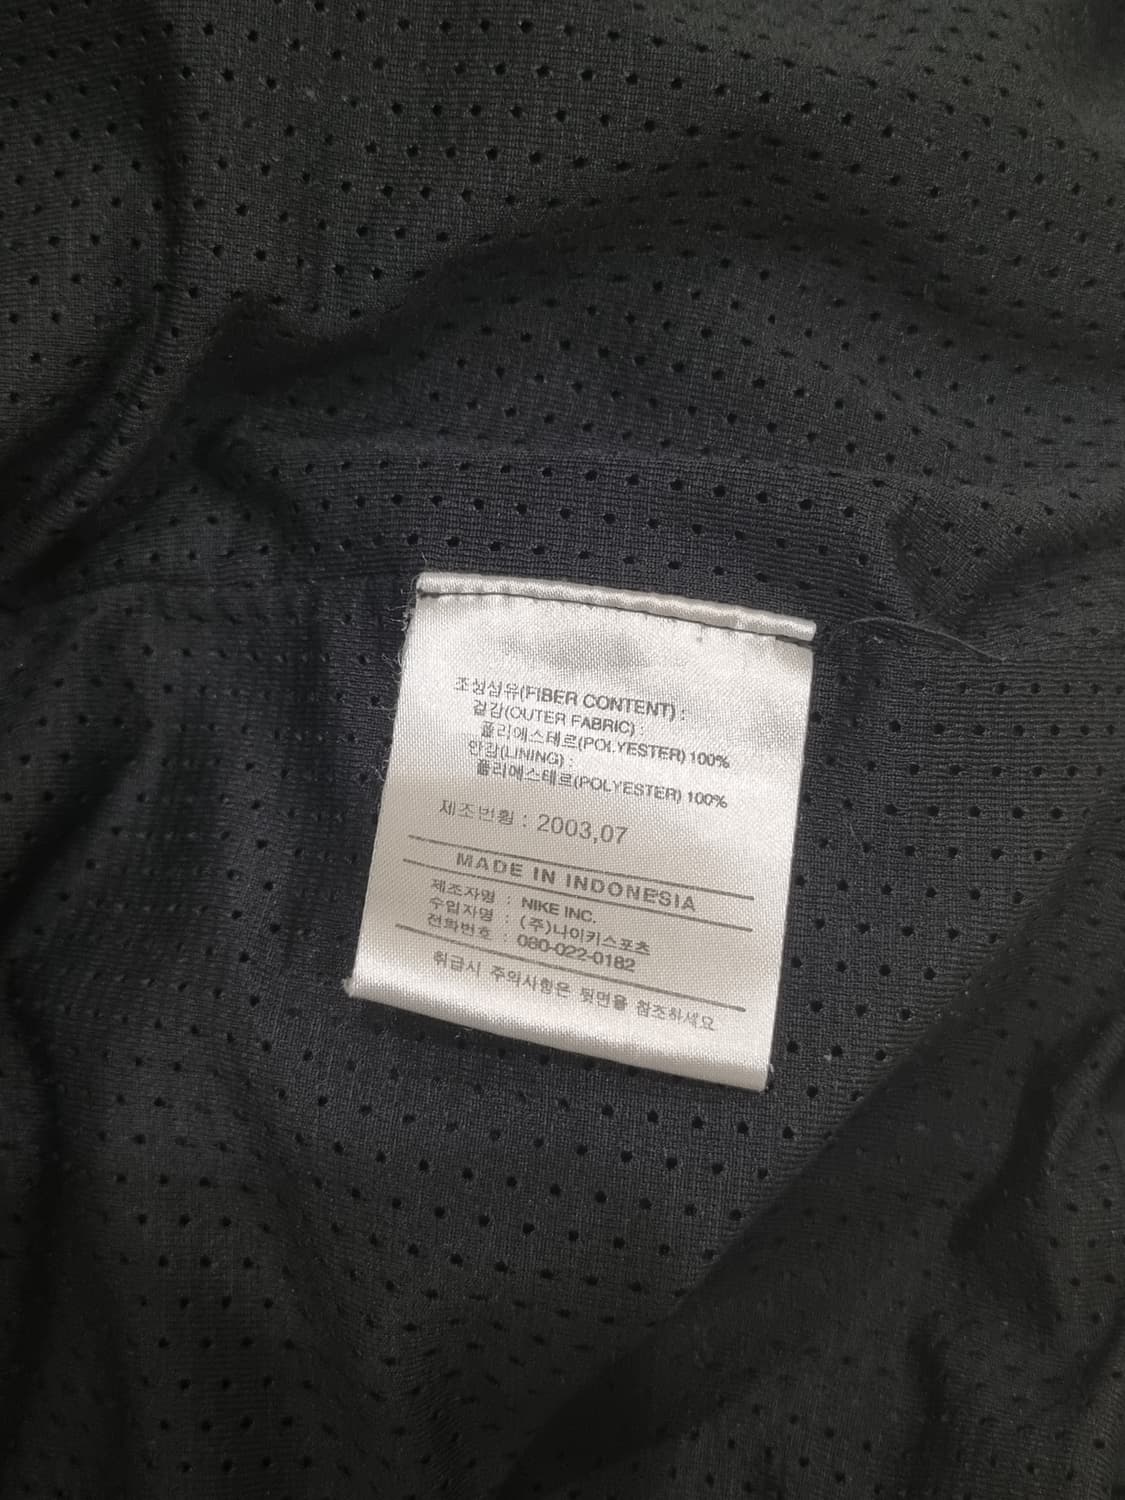 조성섬유(FIBER CONTENT) :
겉감(OUTER FABRIC) :
폴리에스테르(POLYESTER) 100%
안감(LINING) :
폴리에스테르(POLYESTER) 100%
제조번횔 : 2003,07
MADE IN INDONESIA
제조자명 : NIKE INC.
수입자명 : (주)나이키스포츠
전화번호 : 080-022-0182
취급시 주의사항은 뒷면을 참조하세요